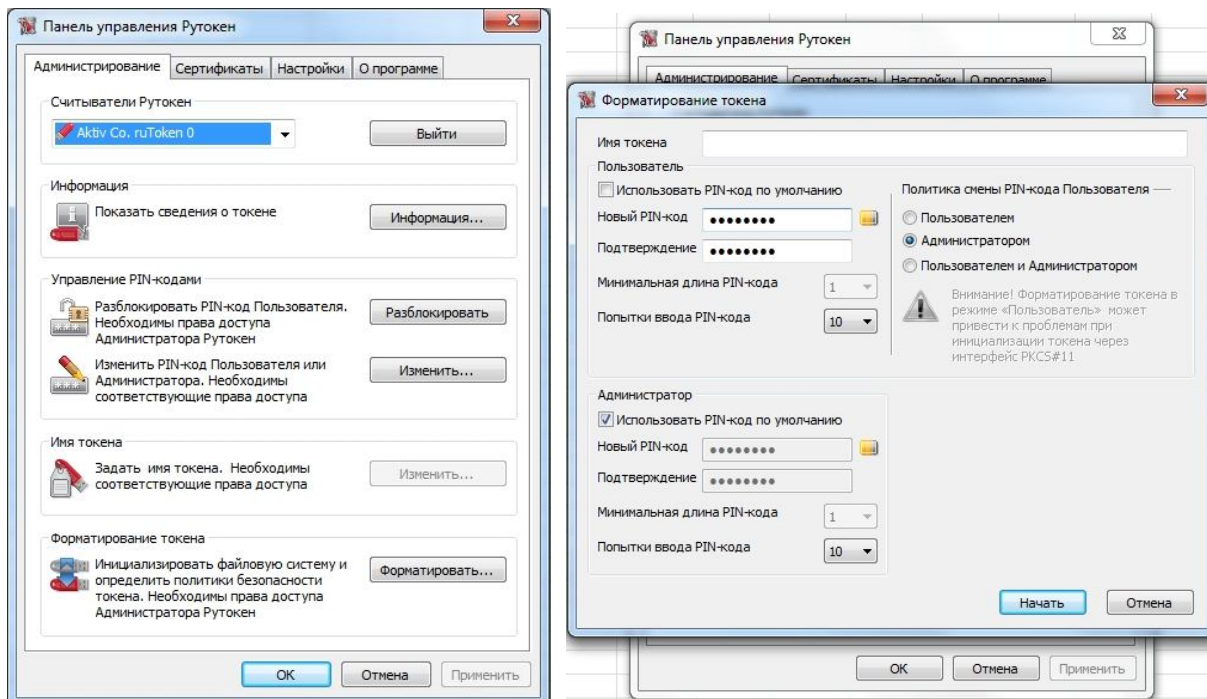 Панель управления Рутокен
Администрирование
Сертификаты
Настройки
О программе
Считыватели Рутокен
Aktiv Co. ruToken 0
Выйти
Информация
Показать сведения о токене
Информация...
Управление PIN-кодами
Разблокировать PIN-код Пользователя.
Необходимы права доступа
Администратора Рутокен
Разблокировать
Изменить PIN-код Пользователя или
Администратора. Необходимы
соответствующие права доступа
Изменить...
Имя токена
Задать имя токена. Необходимы
соответствующие права доступа
Изменить...
Форматирование токена
Инициализировать файловую систему и
определить политики безопасности
токена. Необходимы права доступа
Администратора Рутокен
Форматировать...
OK
Отмена
Применить
Панель управления Рутокен
Администрирование
Сертификаты
Настройки
О программе
Форматирование токена
Имя токена
Пользователь
Использовать PIN-код по умолчанию
Новый PIN-код
Подтверждение
Минимальная длина PIN-кода
1
Попытки ввода PIN-кода
10
Политика смены PIN-кода Пользователя
Пользователем
Администратором
Пользователем и Администратором
Внимание! Форматирование токена в
режиме «Пользователь» может
привести к проблемам при
инициализации токена через
интерфейс PKCS#11
Администратор
Использовать PIN-код по умолчанию
Новый PIN-код
Подтверждение
Минимальная длина PIN-кода
1
Попытки ввода PIN-кода
10
Начать
Отмена
OK
Отмена
Применить